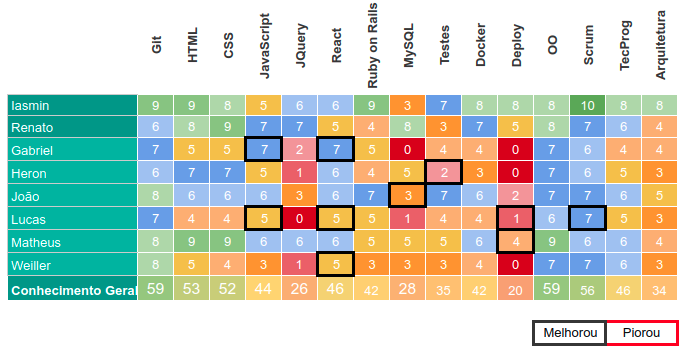 Git HTML CSS JavaScript JQuery React Ruby on Rails MySQL Testes Docker Deploy OO Scrum TecProg Arquitetura
Iasmin 9 9 8 5 6 6 9 3 7 8 8 8 10 8 8
Renato 6 8 9 7 7 5 4 8 3 7 5 8 7 6 4
Gabriel 7 5 5 7 2 7 5 0 4 4 0 7 6 4 4
Heron 6 7 7 5 1 6 4 5 2 3 0 7 6 5 3
João 8 6 6 6 3 6 7 3 7 6 2 7 7 6 5
Lucas 7 4 4 5 0 5 5 1 4 4 1 6 7 5 3
Matheus 8 9 9 6 6 6 5 5 5 6 4 9 6 6 4
Weiller 8 5 4 3 1 5 3 3 3 4 0 7 7 6 3
Conhecimento Geral 59 53 52 44 26 46 42 28 35 42 20 59 56 46 34
Melhorou Piorou